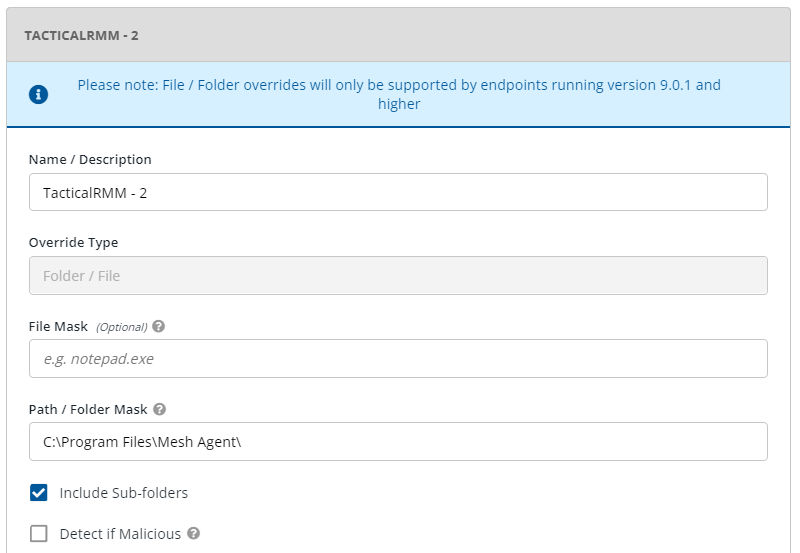 TACTICALRMM - 2
Please note: File / Folder overrides will only be supported by endpoints running version 9.0.1 and
higher
Name / Description
TacticalRMM - 2
Override Type
Folder / File
File Mask (Optional) ?
e.g. notepad.exe
Path / Folder Mask ?
C:\Program Files\Mesh Agent\
Include Sub-folders
Detect if Malicious ?